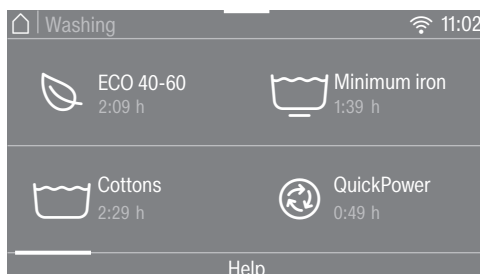 Washing 11:02
ECO 40-60
2:09 h
Minimum iron
1:39 h
Cottons
2:29 h
QuickPower
0:49 h
Help